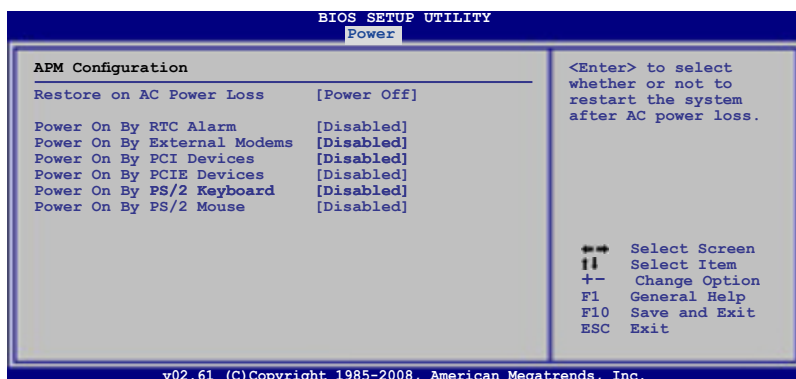 BIOS SETUP UTILITY
Power
APM Configuration
Restore on AC Power Loss [Power Off]
Power On By RTC Alarm [Disabled]
Power On By External Modems [Disabled]
Power On By PCI Devices [Disabled]
Power On By PCIE Devices [Disabled]
Power On By PS/2 Keyboard [Disabled]
Power On By PS/2 Mouse [Disabled]
<Enter> to select
whether or not to
restart the system
after AC power loss.
←→ Select Screen
↑↓ Select Item
+- Change Option
F1 General Help
F10 Save and Exit
ESC Exit
v02.61 (C)Copyright 1985-2008, American Megatrends, Inc.